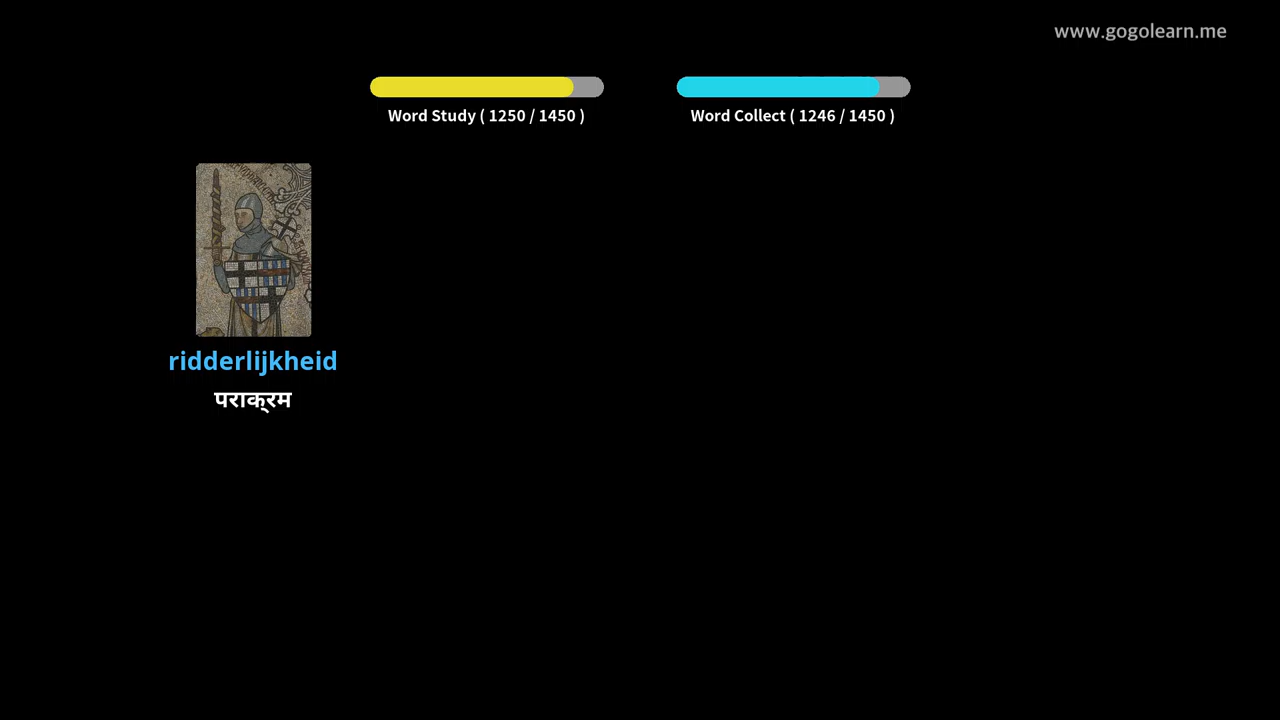 www.gogolearn.me
Word Study ( 1250 / 1450 )
Word Collect ( 1246 / 1450 )
ridderlijkheid
पराक्रम